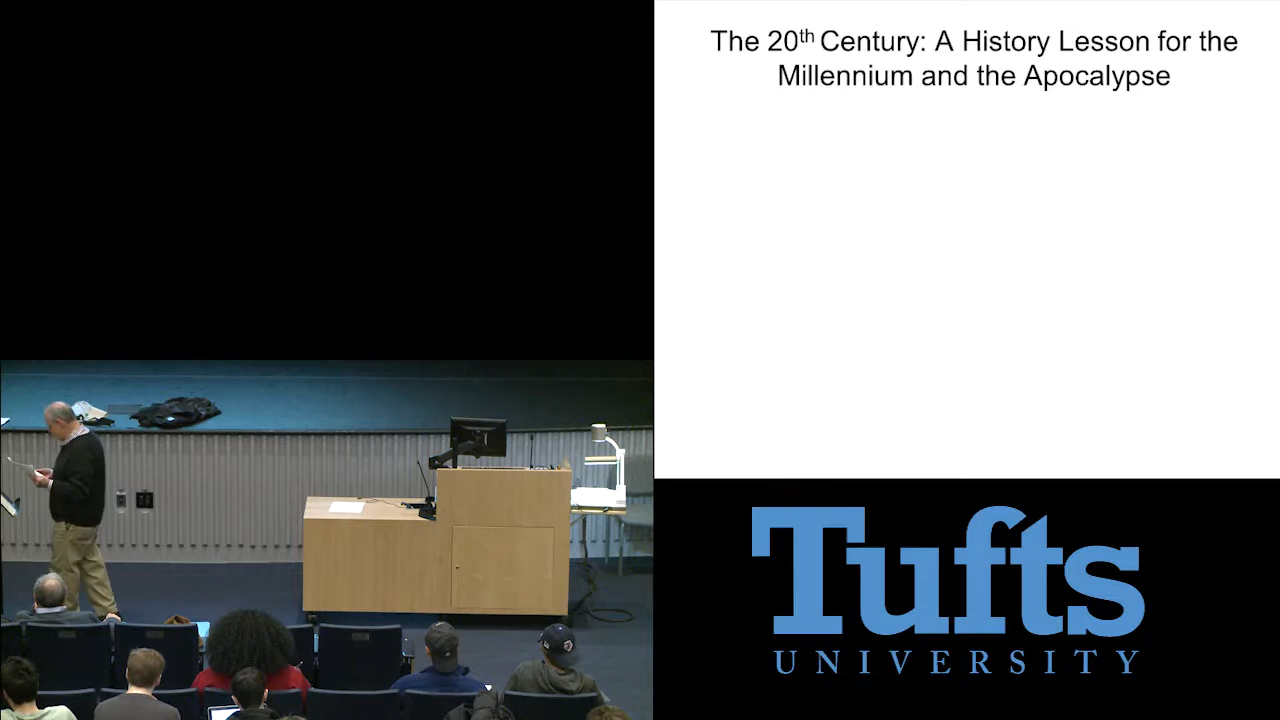 The 20th Century: A History Lesson for the
Millennium and the Apocalypse
Tufts
UNIVERSITY